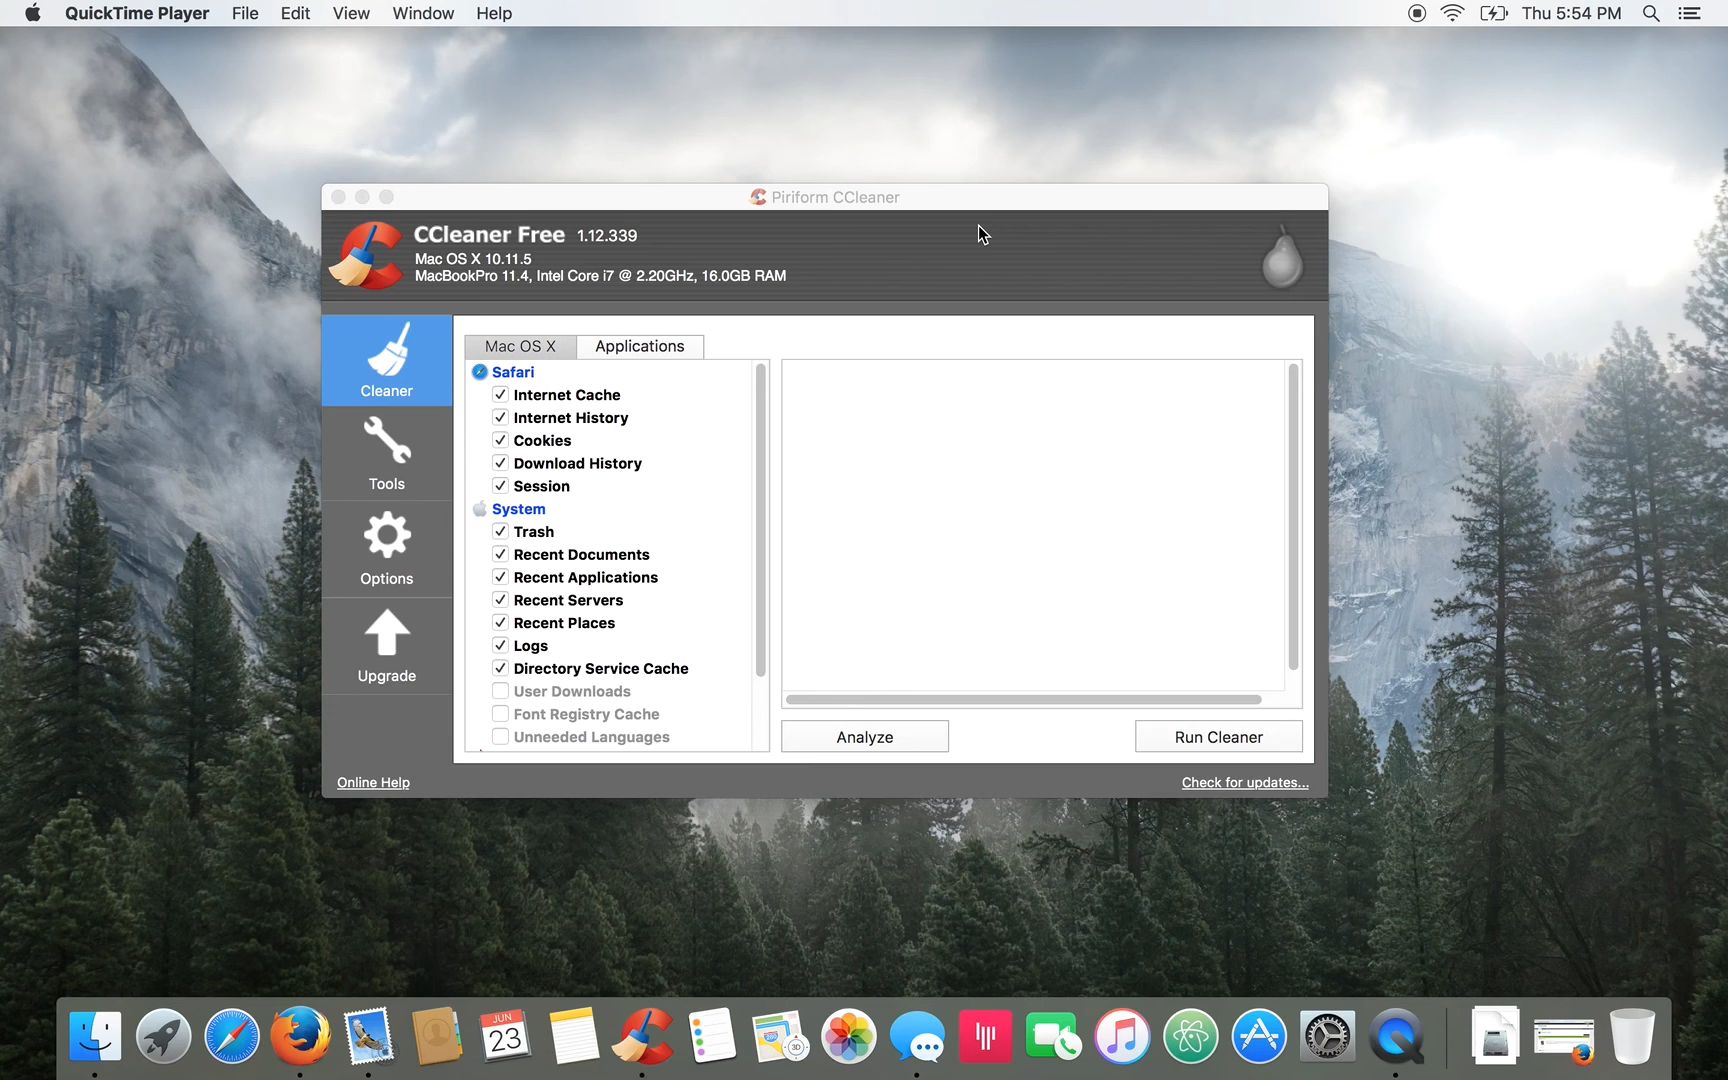 QuickTime Player File Edit View Window Help Thu 5:54 PM
Piriform CCleaner
CCleaner Free 1.12.339
Mac OS X 10.11.5
MacBookPro 11.4, Intel Core i7 @ 2.20GHz, 16.0GB RAM
Cleaner
Tools
Options
Upgrade
Mac OS X Applications
Safari
Internet Cache
Internet History
Cookies
Download History
Session
System
Trash
Recent Documents
Recent Applications
Recent Servers
Recent Places
Logs
Directory Service Cache
User Downloads
Font Registry Cache
Unneeded Languages
Analyze Run Cleaner
Online Help Check for updates...
JUN
23
3D